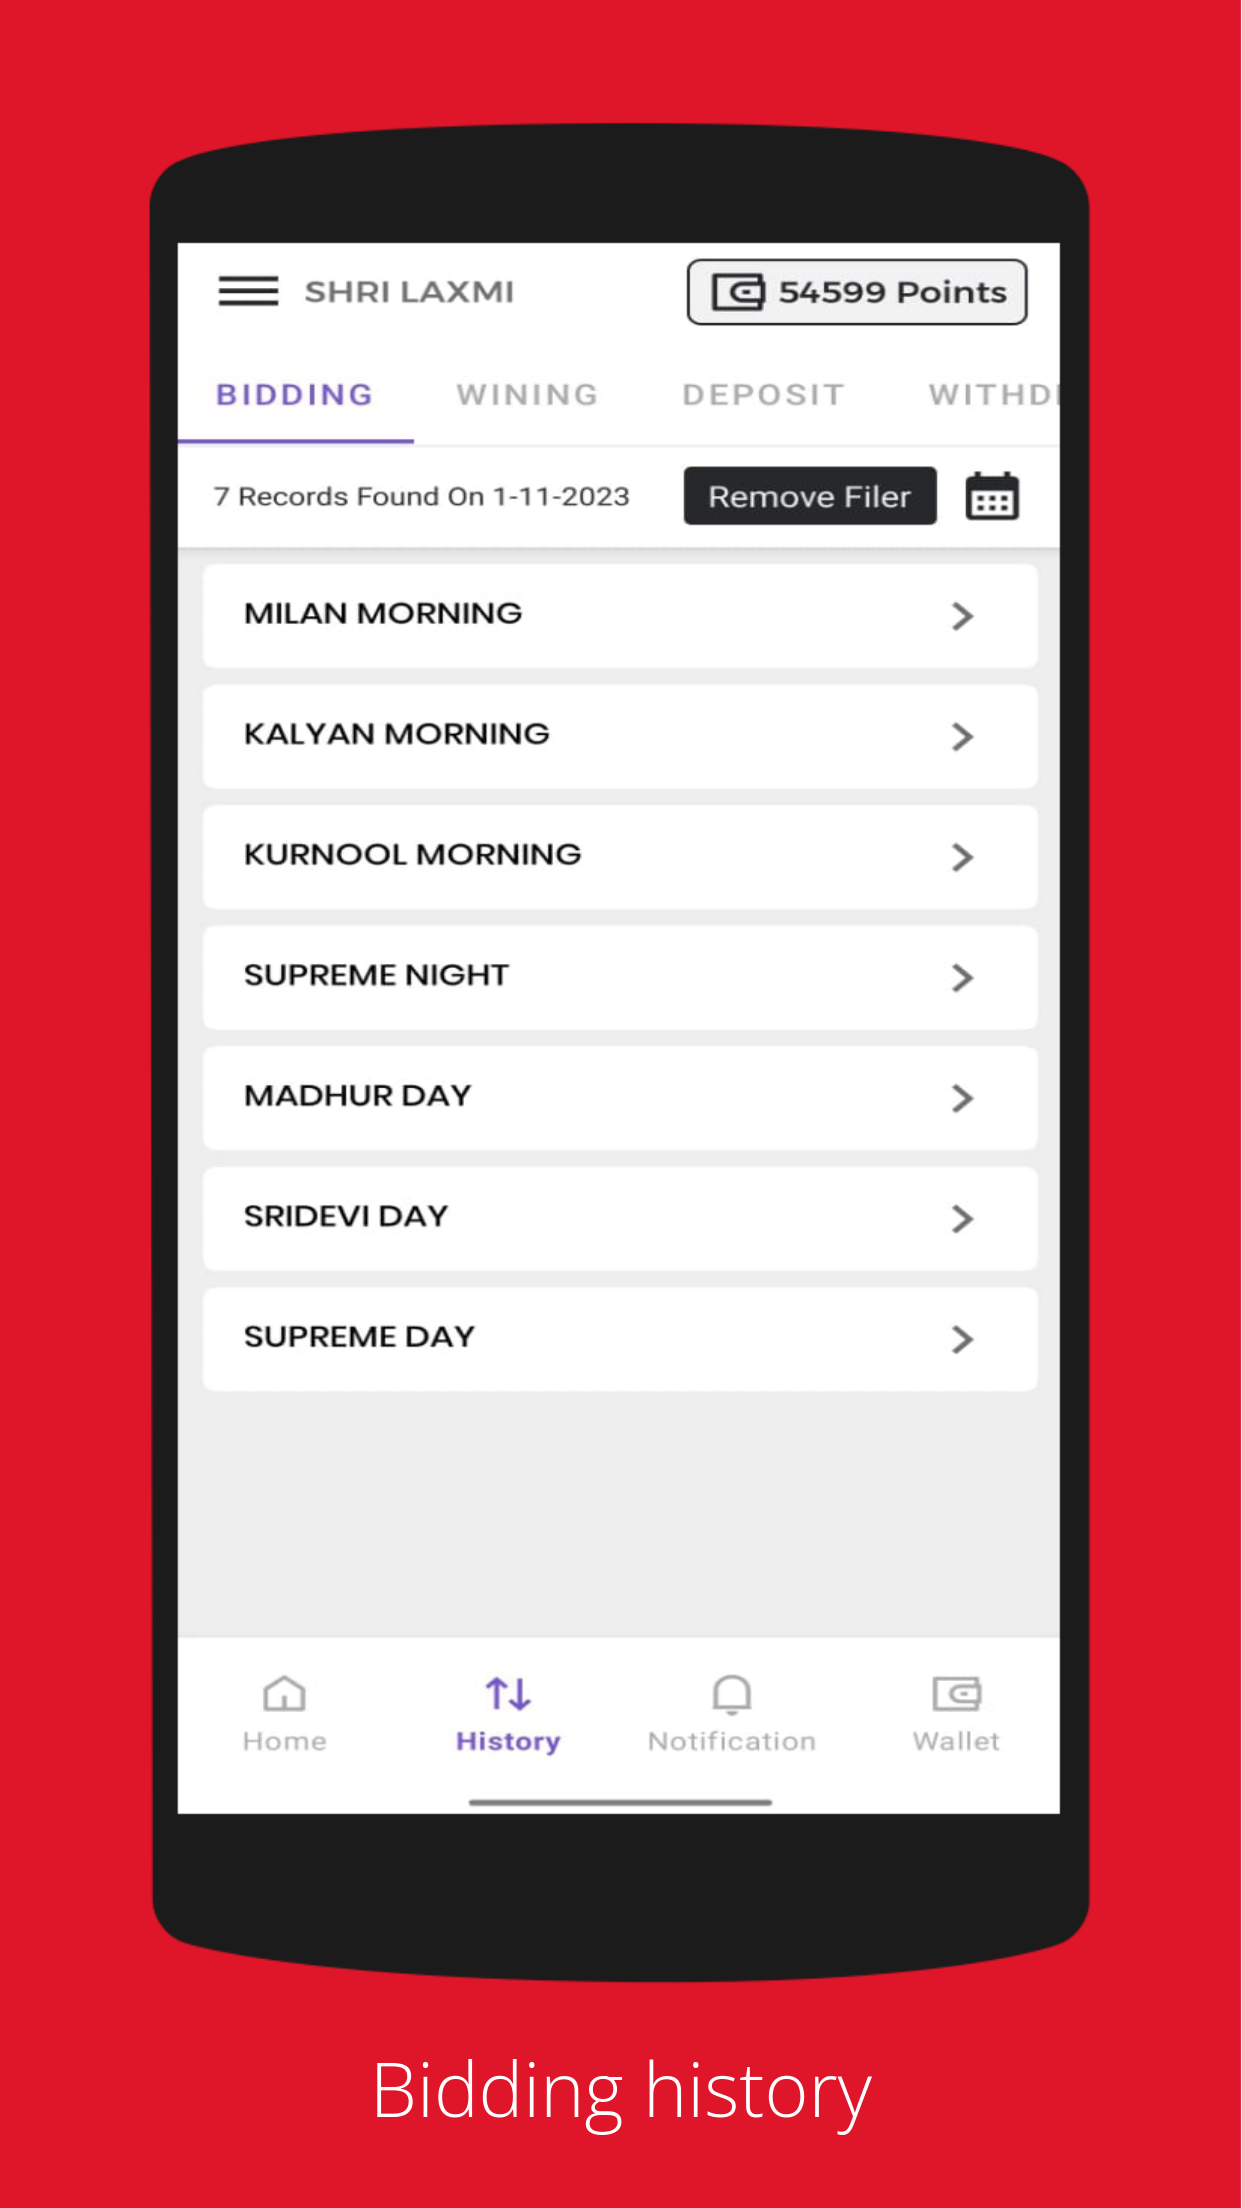 SHRI LAXMI
54599 Points
BIDDING WINING DEPOSIT WITHD
7 Records Found On 1-11-2023
Remove Filer
MILAN MORNING
KALYAN MORNING
KURNOOL MORNING
SUPREME NIGHT
MADHUR DAY
SRIDEVI DAY
SUPREME DAY
Home History Notification Wallet
Bidding history